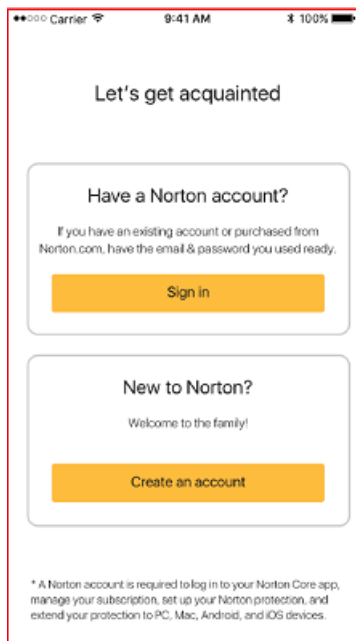 Carrier 9:41 AM 100%
Let's get acquainted
Have a Norton account?
If you have an existing account or purchased from
Norton.com, have the email & password you used ready.
Sign in
New to Norton?
Welcome to the family!
Create an account
* A Norton account is required to log in to your Norton Core app,
manage your subscription, set up your Norton protection, and
extend your protection to PC, Mac, Android, and iOS devices.